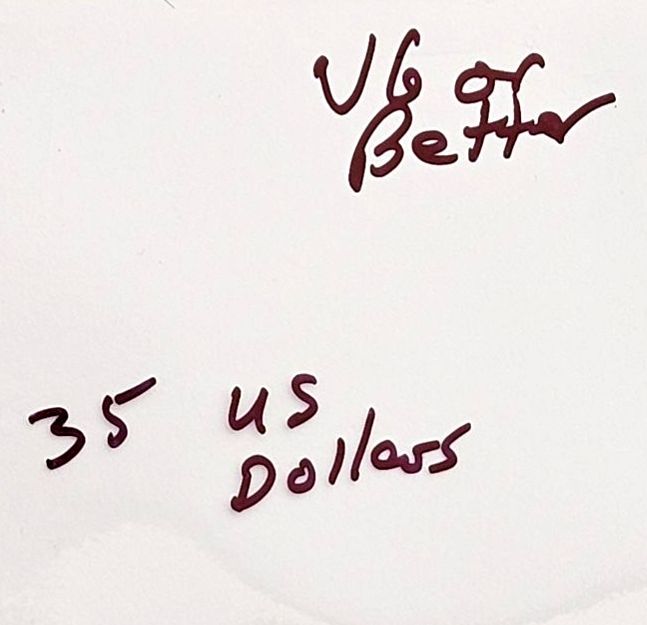 VG or
Better
35 US
Dollars